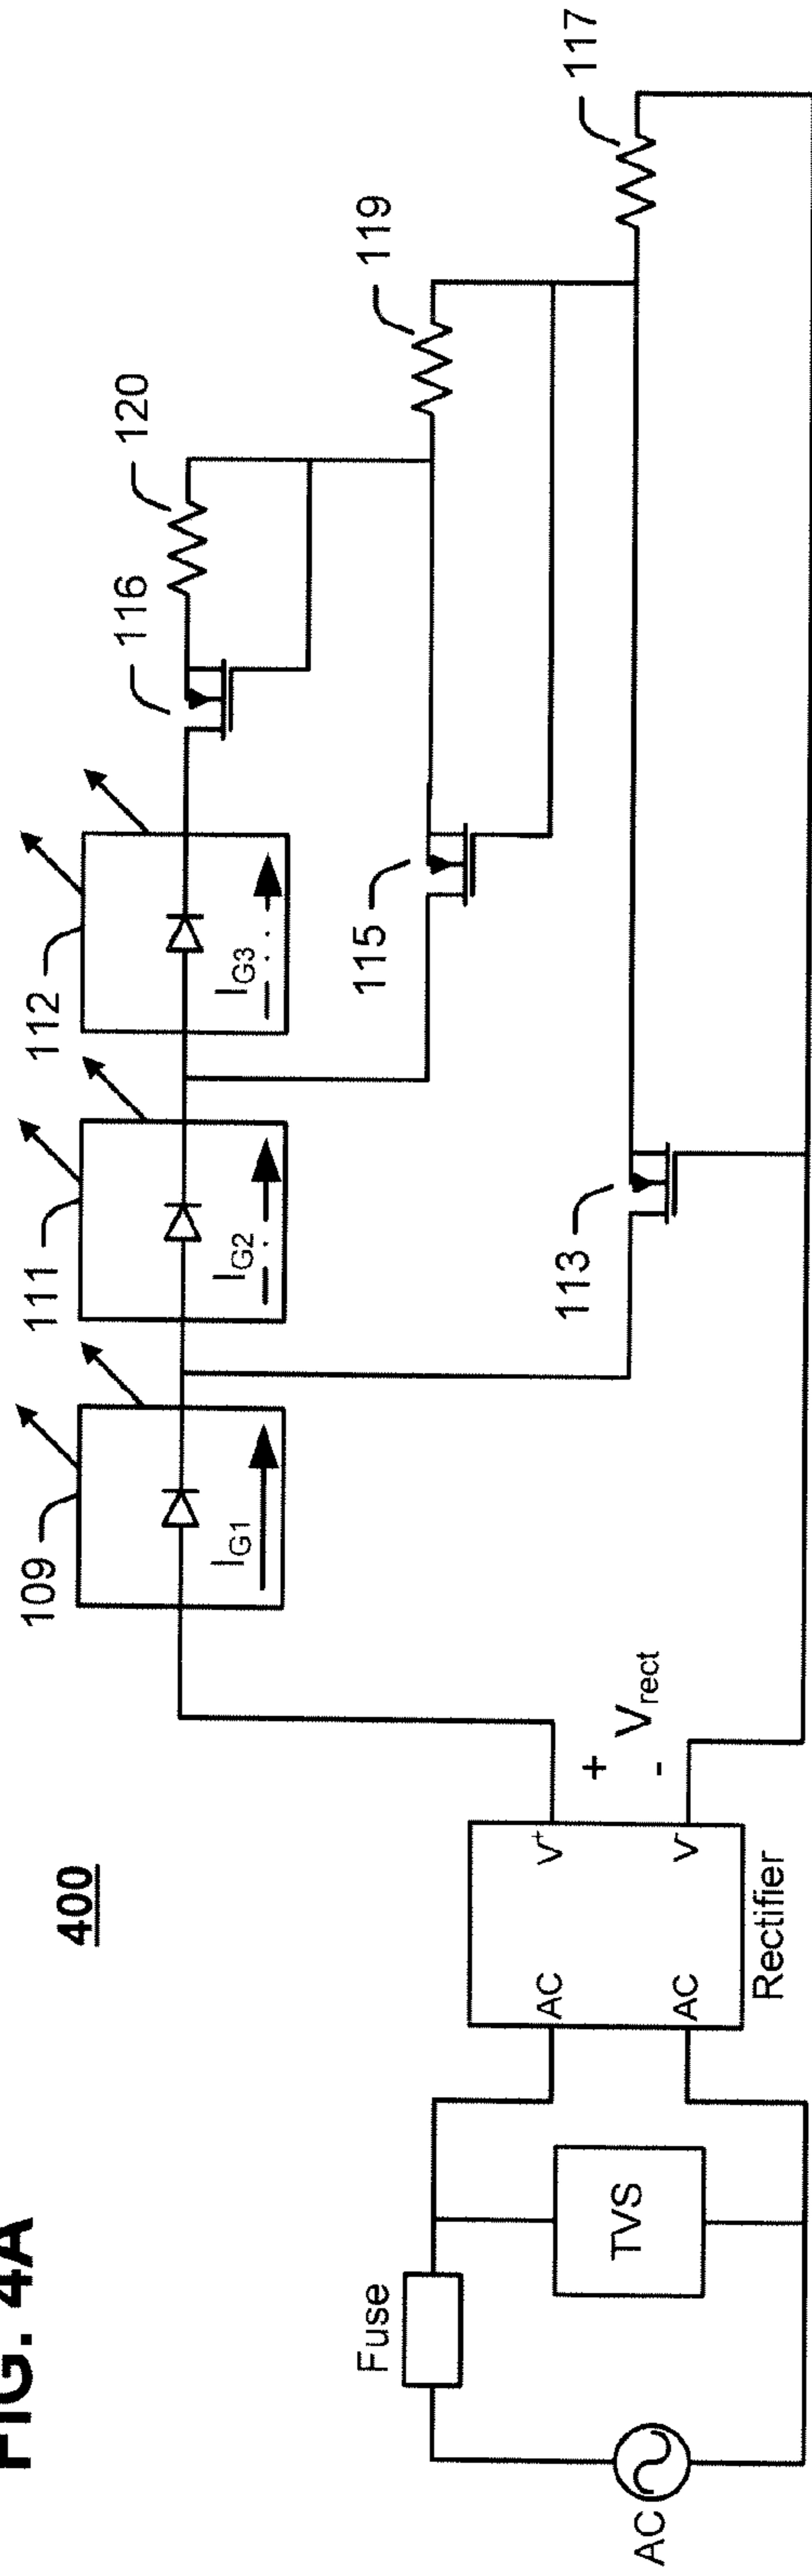 FIG. 4A
400
109
111
112
116
120
119
117
115
113
IG1
IG2
IG3
Fuse
TVS
AC
AC
AC
V+
V-
Rectifier
+
Vrect
-